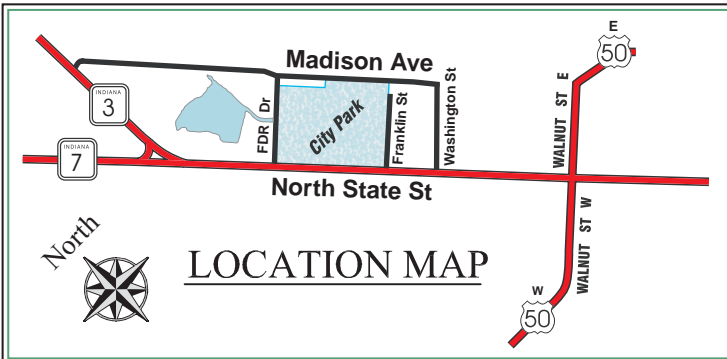 E
50
Madison Ave
INDIANA
3
FDR Dr
City Park
Franklin St
Washington St
WALNUT ST E
INDIANA
7
North State St
WALNUT ST W
North
LOCATION MAP
W
50